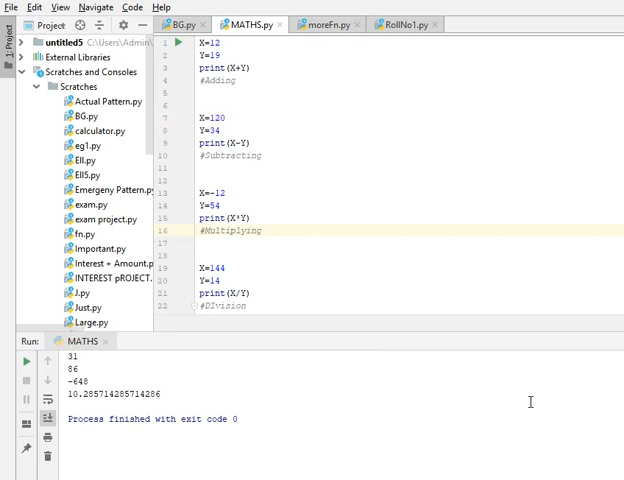 File Edit View Navigate Code
Project
BG.py MATHS.py moreFn.py RollNo1.py
1: Project
untitled5 C:\Users\Admin\
External Libraries
Scratches and Consoles
Scratches
Actual Pattern.py
BG.py
calculator.py
eg1.py
EII.py
EII5.py
Emergeny Pattern.py
exam.py
exam project.py
fn.py
Important.py
Interest + Amount.p
INTEREST pROJECT.
J.py
Just.py
Large.py
1 X=12
2 Y=19
3 print(X+Y)
4 #Adding
5
6
7 X=120
8 Y=34
9 print(X-Y)
10 #Subtracting
11
12
13 X=-12
14 Y=54
15 print(X*Y)
16 #Multiplying
17
18
19 X=144
20 Y=14
21 print(X/Y)
22 #DIvision
Run: MATHS
31
86
-648
10.285714285714286
Process finished with exit code 0